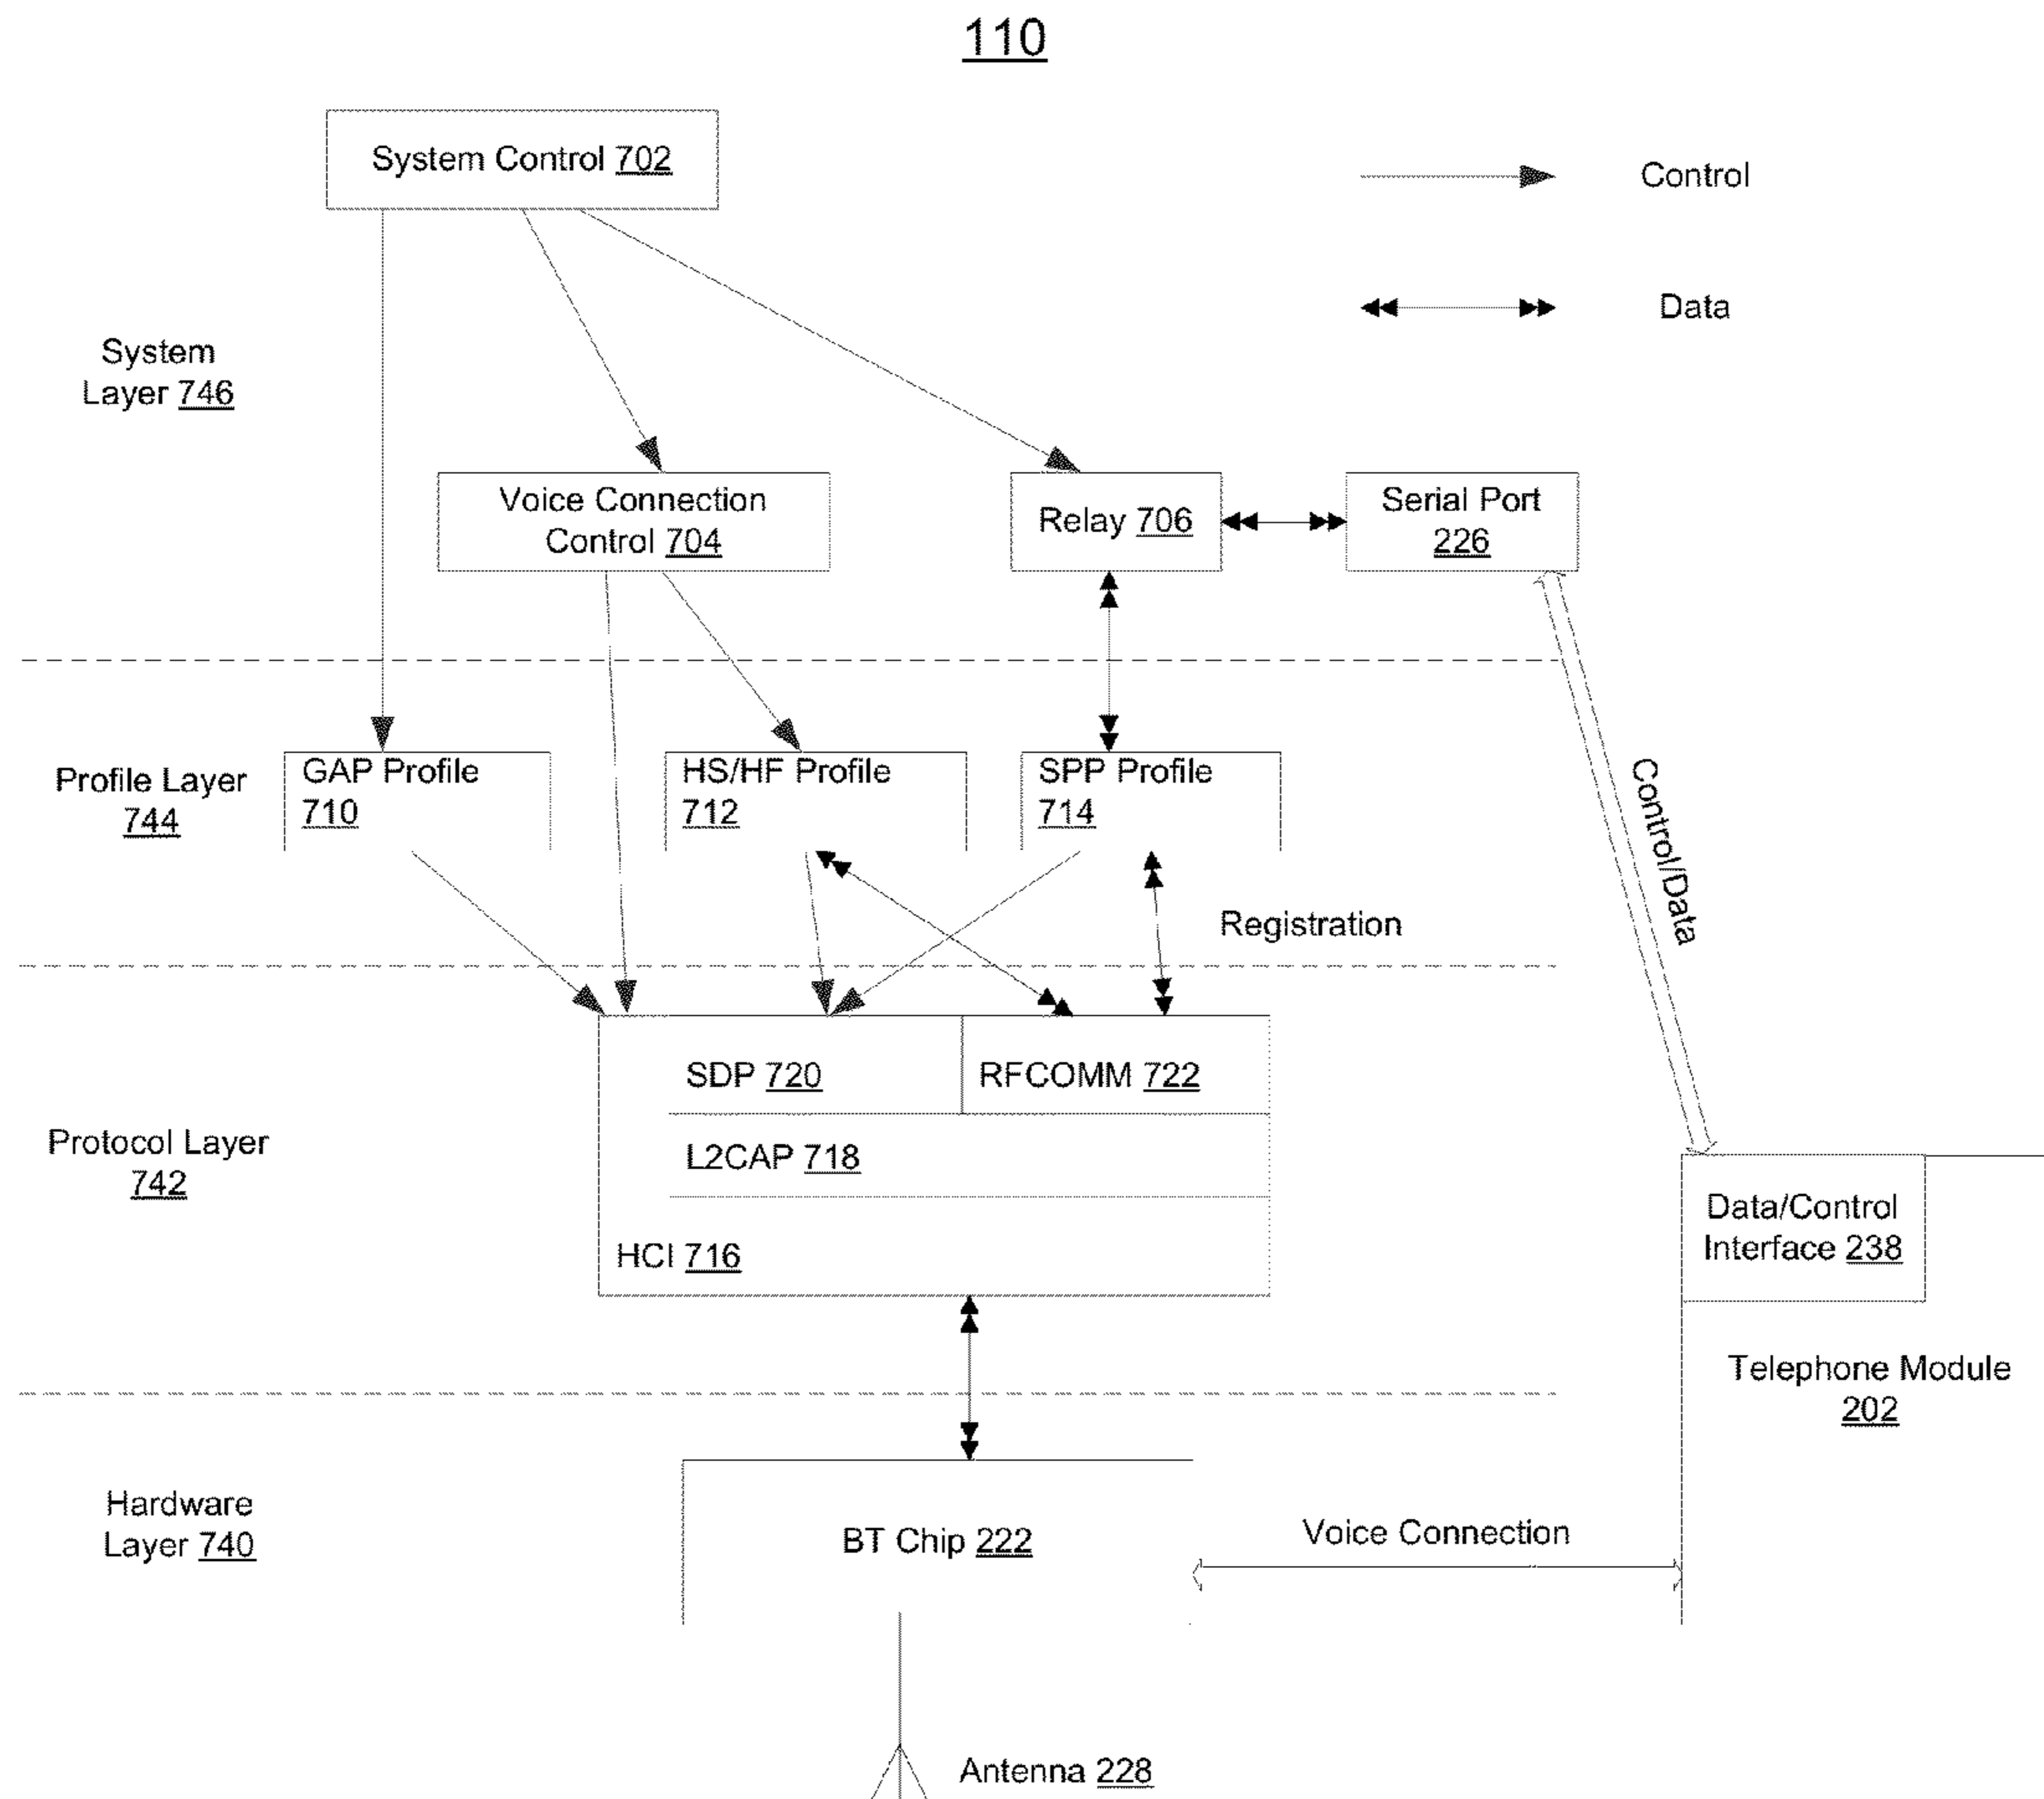 110
System Control 702
Control
Data
System
Layer 746
Voice Connection
Control 704
Relay 706
Serial Port
226
Profile Layer
744
GAP Profile
710
HS/HF Profile
712
SPP Profile
714
Control/Data
Registration
Protocol Layer
742
SDP 720
RFCOMM 722
L2CAP 718
HCI 716
Data/Control
Interface 238
Telephone Module
202
Hardware
Layer 740
BT Chip 222
Voice Connection
Antenna 228